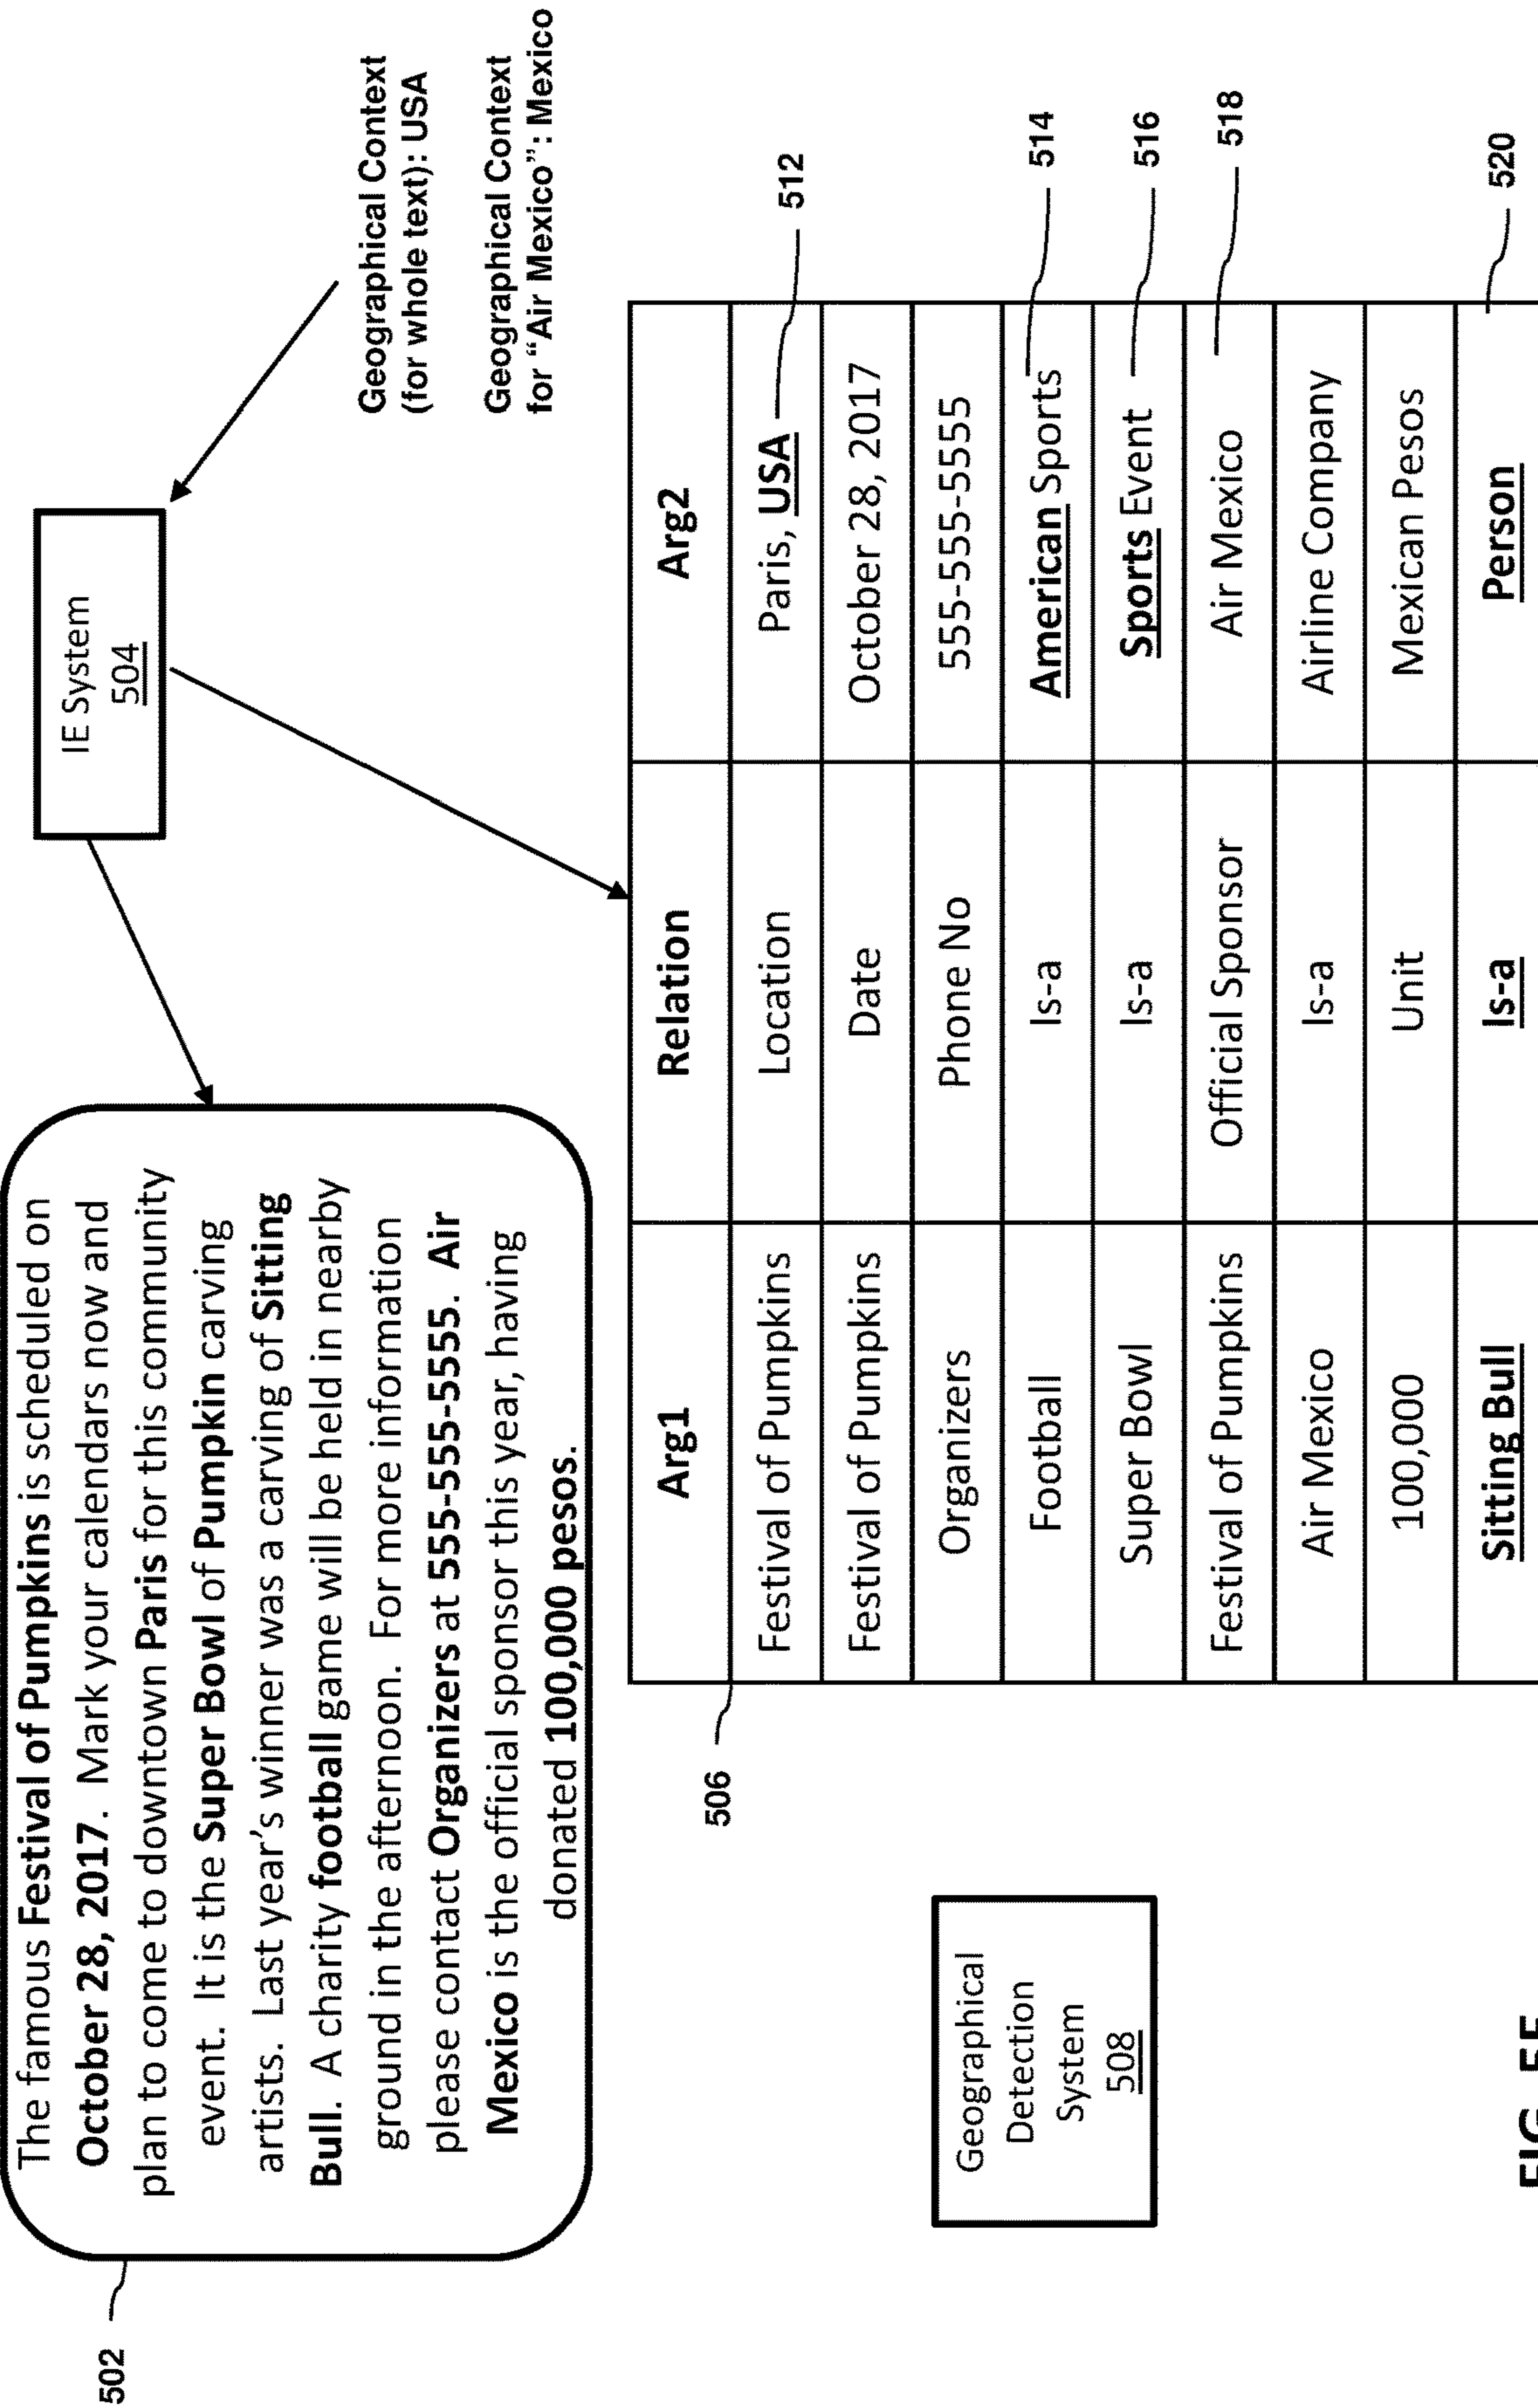 502
The famous Festival of Pumpkins is scheduled on
October 28, 2017. Mark your calendars now and
plan to come to downtown Paris for this community
event. It is the Super Bowl of Pumpkin carving
artists. Last year's winner was a carving of Sitting
Bull. A charity football game will be held in nearby
ground in the afternoon. For more information
please contact Organizers at 555-555-5555. Air
Mexico is the official sponsor this year, having
donated 100,000 pesos.
IE System
504
Geographical Context
(for whole text): USA
Geographical Context
for “Air Mexico”: Mexico
Geographical
Detection
System
508
506
Arg1 Relation Arg2
Festival of Pumpkins Location Paris, USA 512
Festival of Pumpkins Date October 28, 2017
Organizers Phone No 555-555-5555
Football Is-a American Sports 514
Super Bowl Is-a Sports Event 516
Festival of Pumpkins Official Sponsor Air Mexico 518
Air Mexico Is-a Airline Company
100,000 Unit Mexican Pesos
Sitting Bull Is-a Person 520